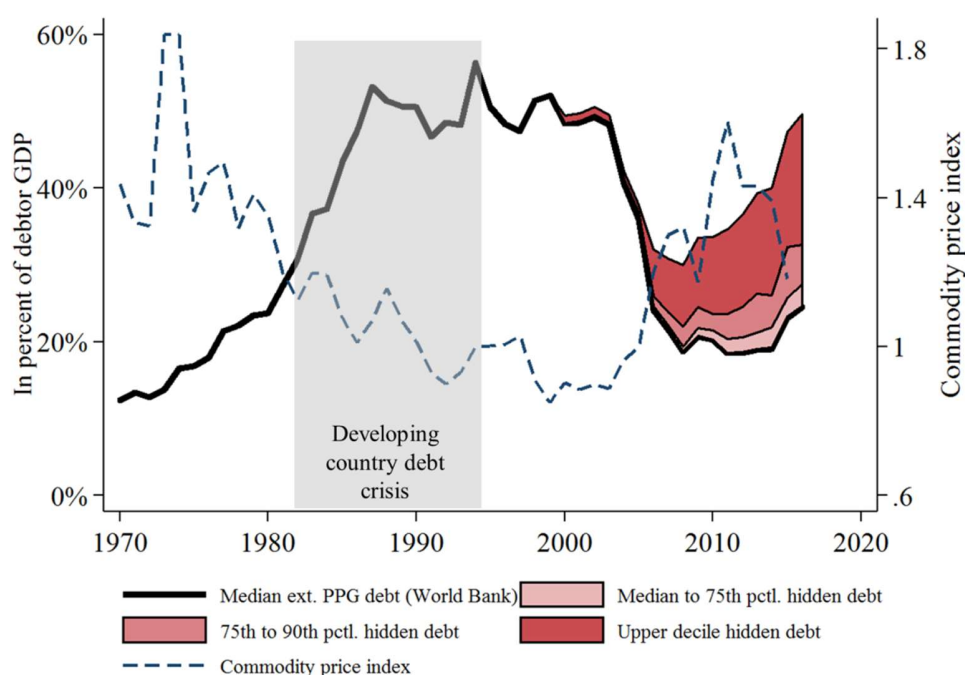 60%
40%
20%
0%
In percent of debtor GDP
1.8
1.4
1
.6
Commodity price index
Developing
country debt
crisis
1970
1980
1990
2000
2010
2020
Median ext. PPG debt (World Bank)
Median to 75th pctl. hidden debt
75th to 90th pctl. hidden debt
Upper decile hidden debt
Commodity price index